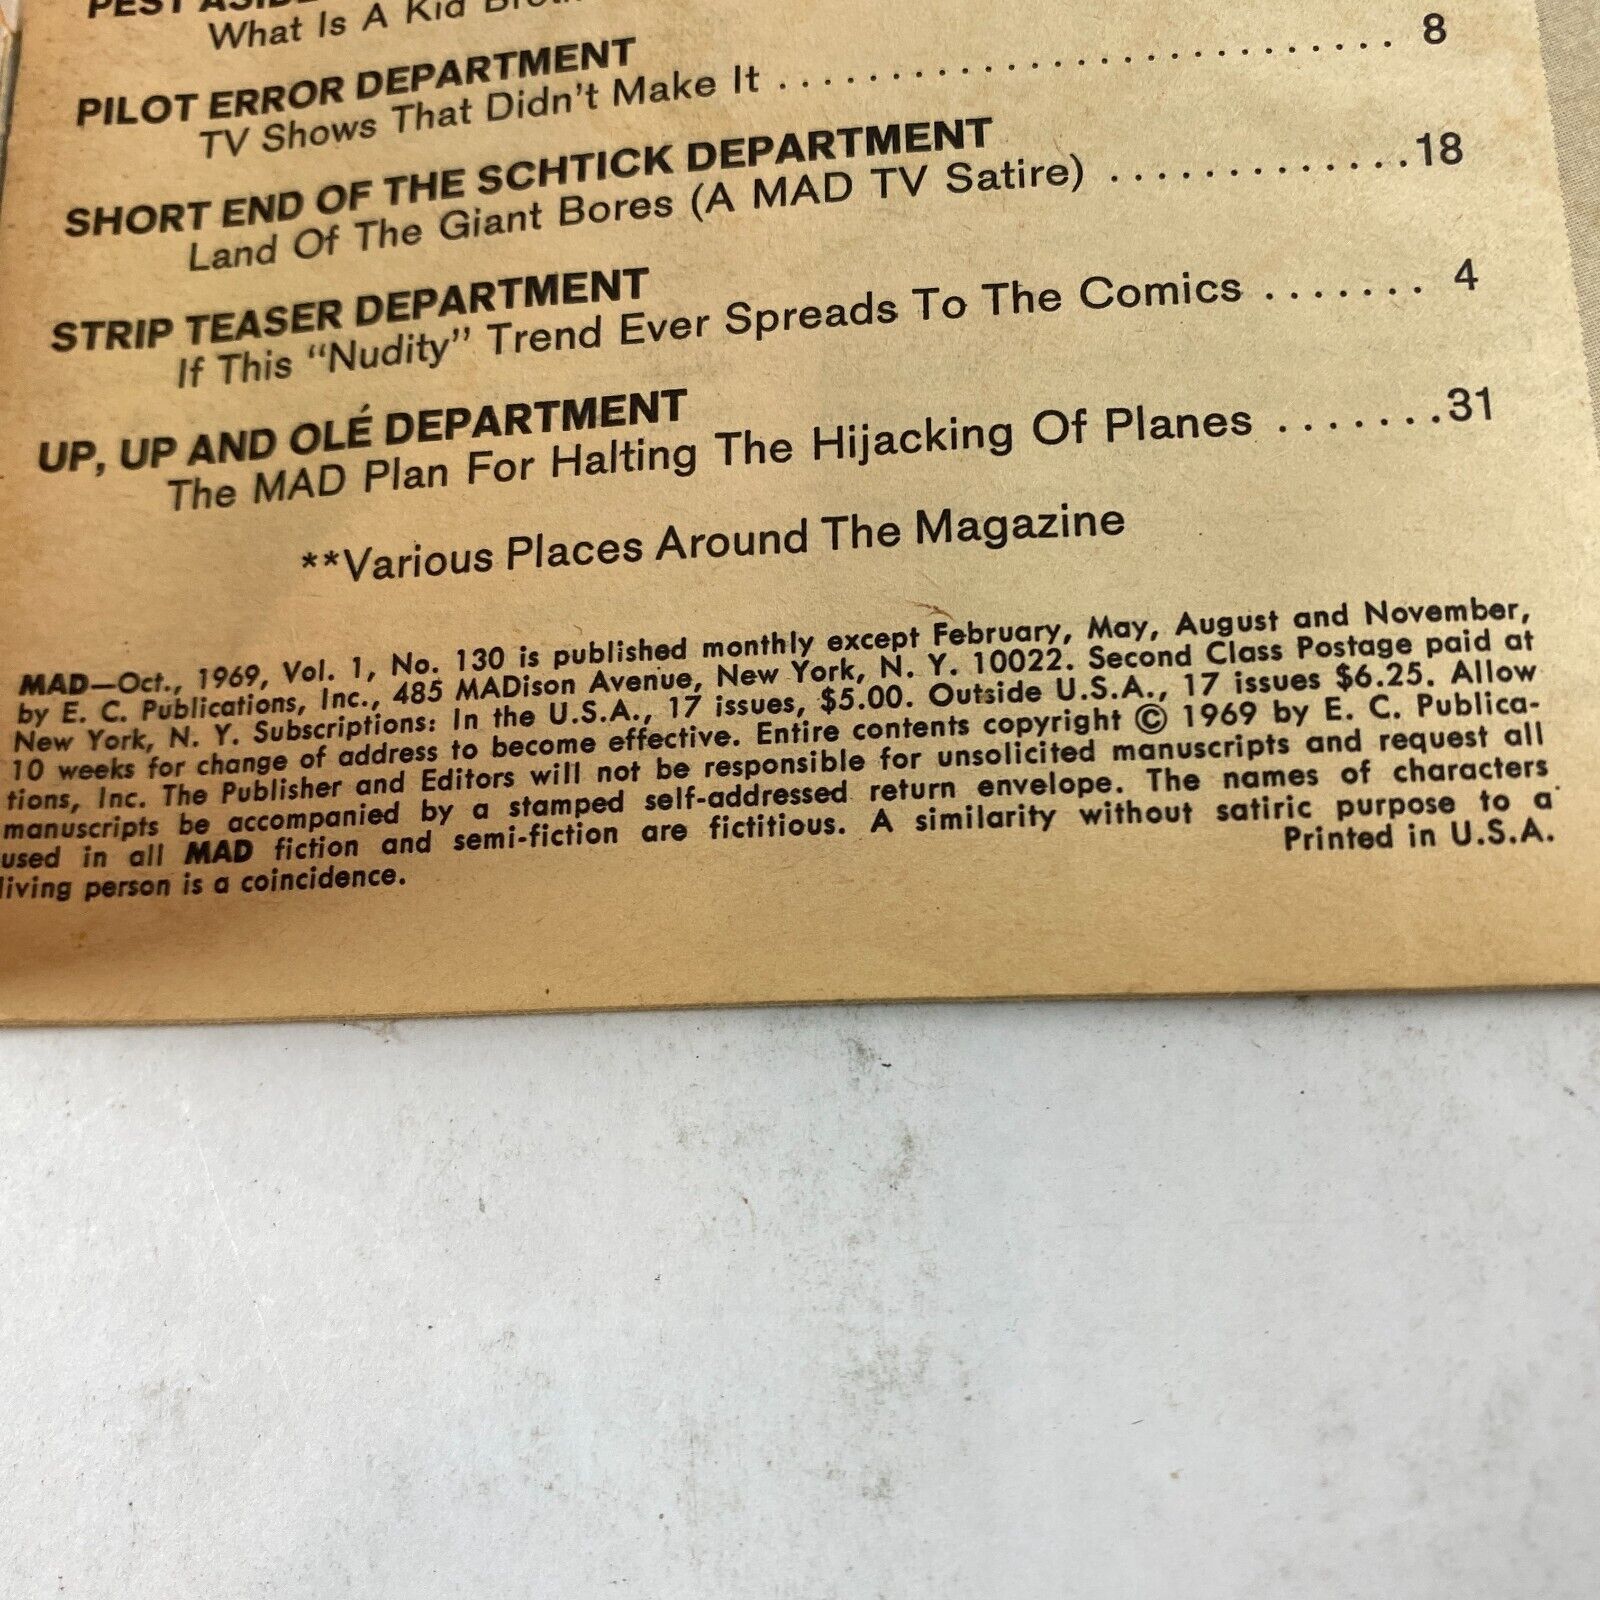 PEST ASIDE
What Is A Kid
PILOT ERROR DEPARTMENT
TV Shows That Didn't Make It . . . . . . . . . . . . . . . . . . . . . . . . . . 8
SHORT END OF THE SCHTICK DEPARTMENT
Land Of The Giant Bores (A MAD TV Satire) . . . . . . . . . . . . . 18
STRIP TEASER DEPARTMENT
If This “Nudity” Trend Ever Spreads To The Comics . . . . . . . 4
UP, UP AND OLÉ DEPARTMENT
The MAD Plan For Halting The Hijacking Of Planes . . . . . . . 31
**Various Places Around The Magazine
MAD—Oct., 1969, Vol. 1, No. 130 is published monthly except February, May, August and November,
by E. C. Publications, Inc., 485 MADison Avenue, New York, N. Y. 10022. Second Class Postage paid at
New York, N. Y. Subscriptions: In the U.S.A., 17 issues, $5.00. Outside U.S.A., 17 issues $6.25. Allow
10 weeks for change of address to become effective. Entire contents copyright © 1969 by E. C. Publica-
tions, Inc. The Publisher and Editors will not be responsible for unsolicited manuscripts and request all
manuscripts be accompanied by a stamped self-addressed return envelope. The names of characters
used in all MAD fiction and semi-fiction are fictitious. A similarity without satiric purpose to a
living person is a coincidence. Printed in U.S.A.